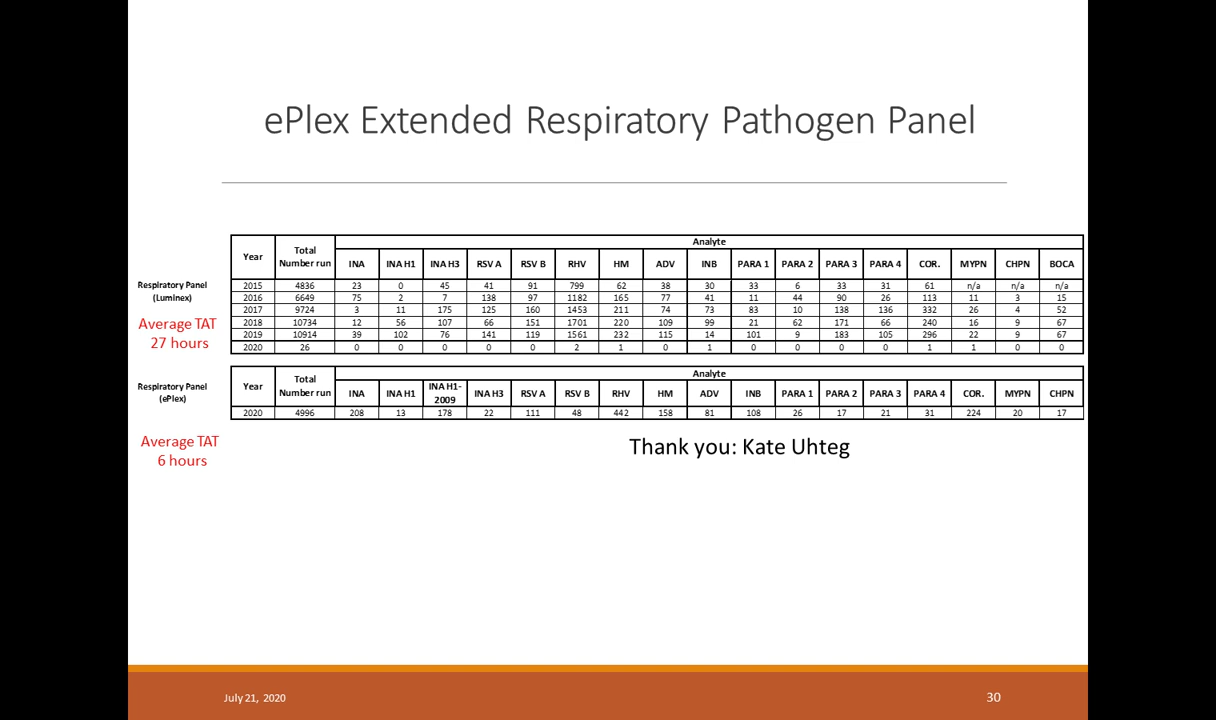 ePlex Extended Respiratory Pathogen Panel
Analyte
Year Total Number run INA INA H1 INA H3 RSV A RSV B RHV HM ADV INB PARA 1 PARA 2 PARA 3 PARA 4 COR. MYPN CHPN BOCA
Respiratory Panel
(Luminex)
2015 4836 23 0 45 41 91 799 62 38 30 33 6 33 31 61 n/a n/a n/a
2016 6649 75 2 7 138 97 1182 165 77 41 11 44 90 26 113 11 3 15
2017 9724 3 11 175 125 160 1453 211 74 73 83 10 138 136 332 26 4 52
2018 10734 12 56 107 66 151 1701 220 109 99 21 62 171 66 240 16 9 67
2019 10914 39 102 76 141 119 1561 232 115 14 101 9 183 105 296 22 9 67
2020 26 0 0 0 0 0 2 1 0 1 0 0 0 0 1 1 0 0
Average TAT
27 hours
Analyte
Year Total Number run INA INA H1 INA H1-2009 INA H3 RSV A RSV B RHV HM ADV INB PARA 1 PARA 2 PARA 3 PARA 4 COR. MYPN CHPN
Respiratory Panel
(ePlex)
2020 4996 208 13 178 22 111 48 442 158 81 108 26 17 21 31 224 20 17
Average TAT
6 hours
Thank you: Kate Uhteg
July 21, 2020
30